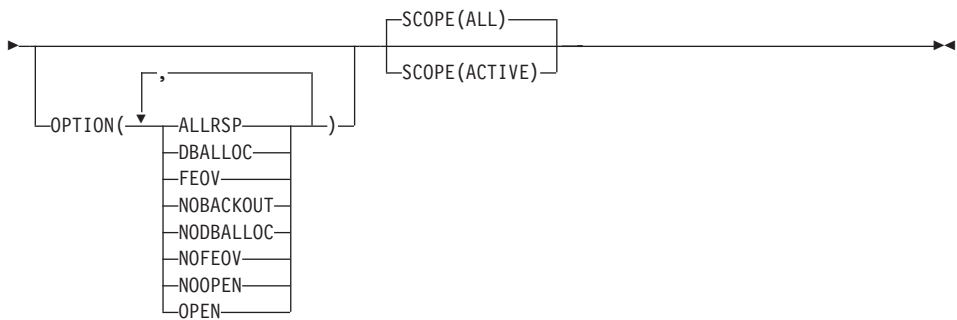 SCOPE(ALL)
SCOPE(ACTIVE)
,
OPTION( ALLRSP )
DBALLOC
FEOV
NOBACKOUT
NODBALLOC
NOFEOV
NOOPEN
OPEN